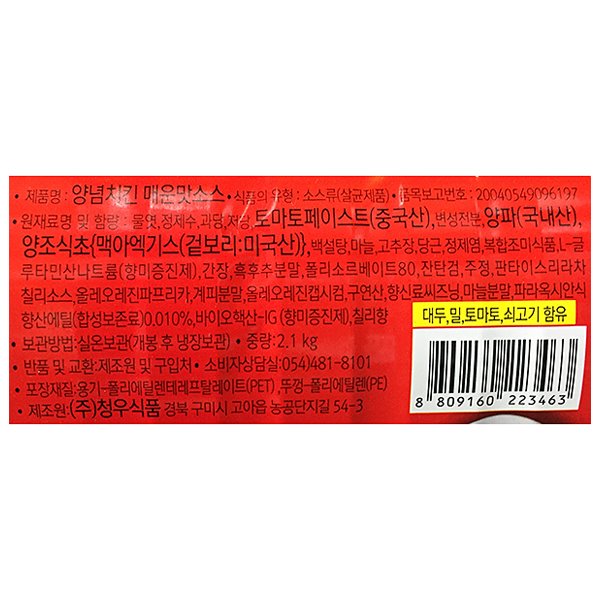 • 제품명 : 양념치킨 매운맛소스 • 식품의 유형 : 소스류(살균제품) • 품목보고번호 : 20040549096197
• 원재료명 및 함량 : 물엿, 정제수, 과당, 저당, 토마토페이스트(중국산), 변성전분, 양파(국내산),
양조식초{맥아엑기스(겉보리:미국산)}, 백설탕, 마늘, 고추장, 당근, 정제염, 복합조미식품, L-글
루타민산나트륨(향미증진제), 간장, 흑후추분말, 폴리소르베이트80, 잔탄검, 주정, 판타이스리라차
칠리소스, 올레오레진파프리카, 계피분말, 올레오레진캡시컴, 구연산, 향신료씨즈닝, 마늘분말, 파라옥시안식
향산에틸(합성보존료)0.010%, 바이오핵산-IG (향미증진제), 칠리향
대두, 밀, 토마토, 쇠고기 함유
• 보관방법 : 실온보관(개봉 후 냉장보관) • 중량 : 2.1 kg
• 반품 및 교환 : 제조원 및 구입처 • 소비자상담실 : 054)481-8101
• 포장재질 : 용기-폴리에틸렌테레프탈레이트(PET), 뚜껑-폴리에틸렌(PE)
• 제조원 : (주)청우식품 경북 구미시 고아읍 농공단지길 54-3
8 809160 223463